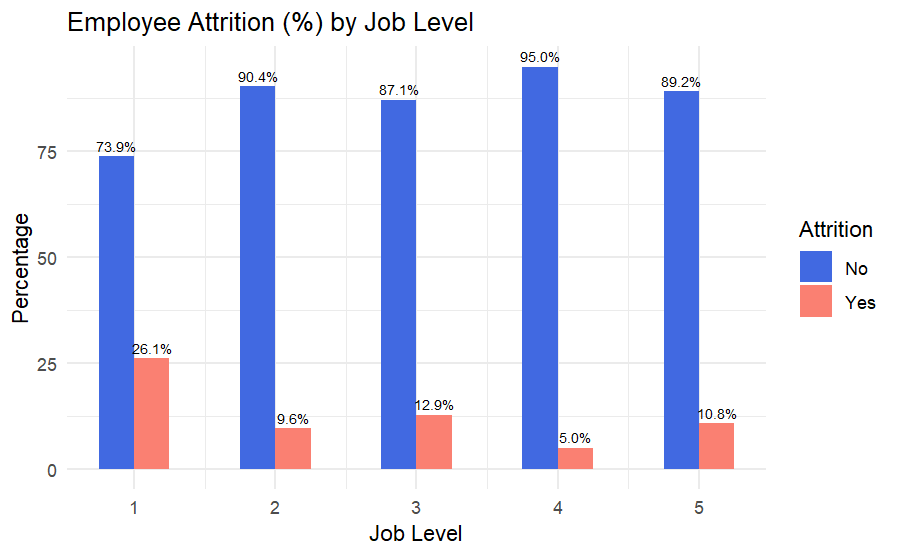 Employee Attrition (%) by Job Level
95.0%
90.4%
89.2%
87.1%
73.9%
26.1%
12.9%
10.8%
9.6%
5.0%
75
50
25
0
Percentage
1 2 3 4 5
Job Level
Attrition
No
Yes